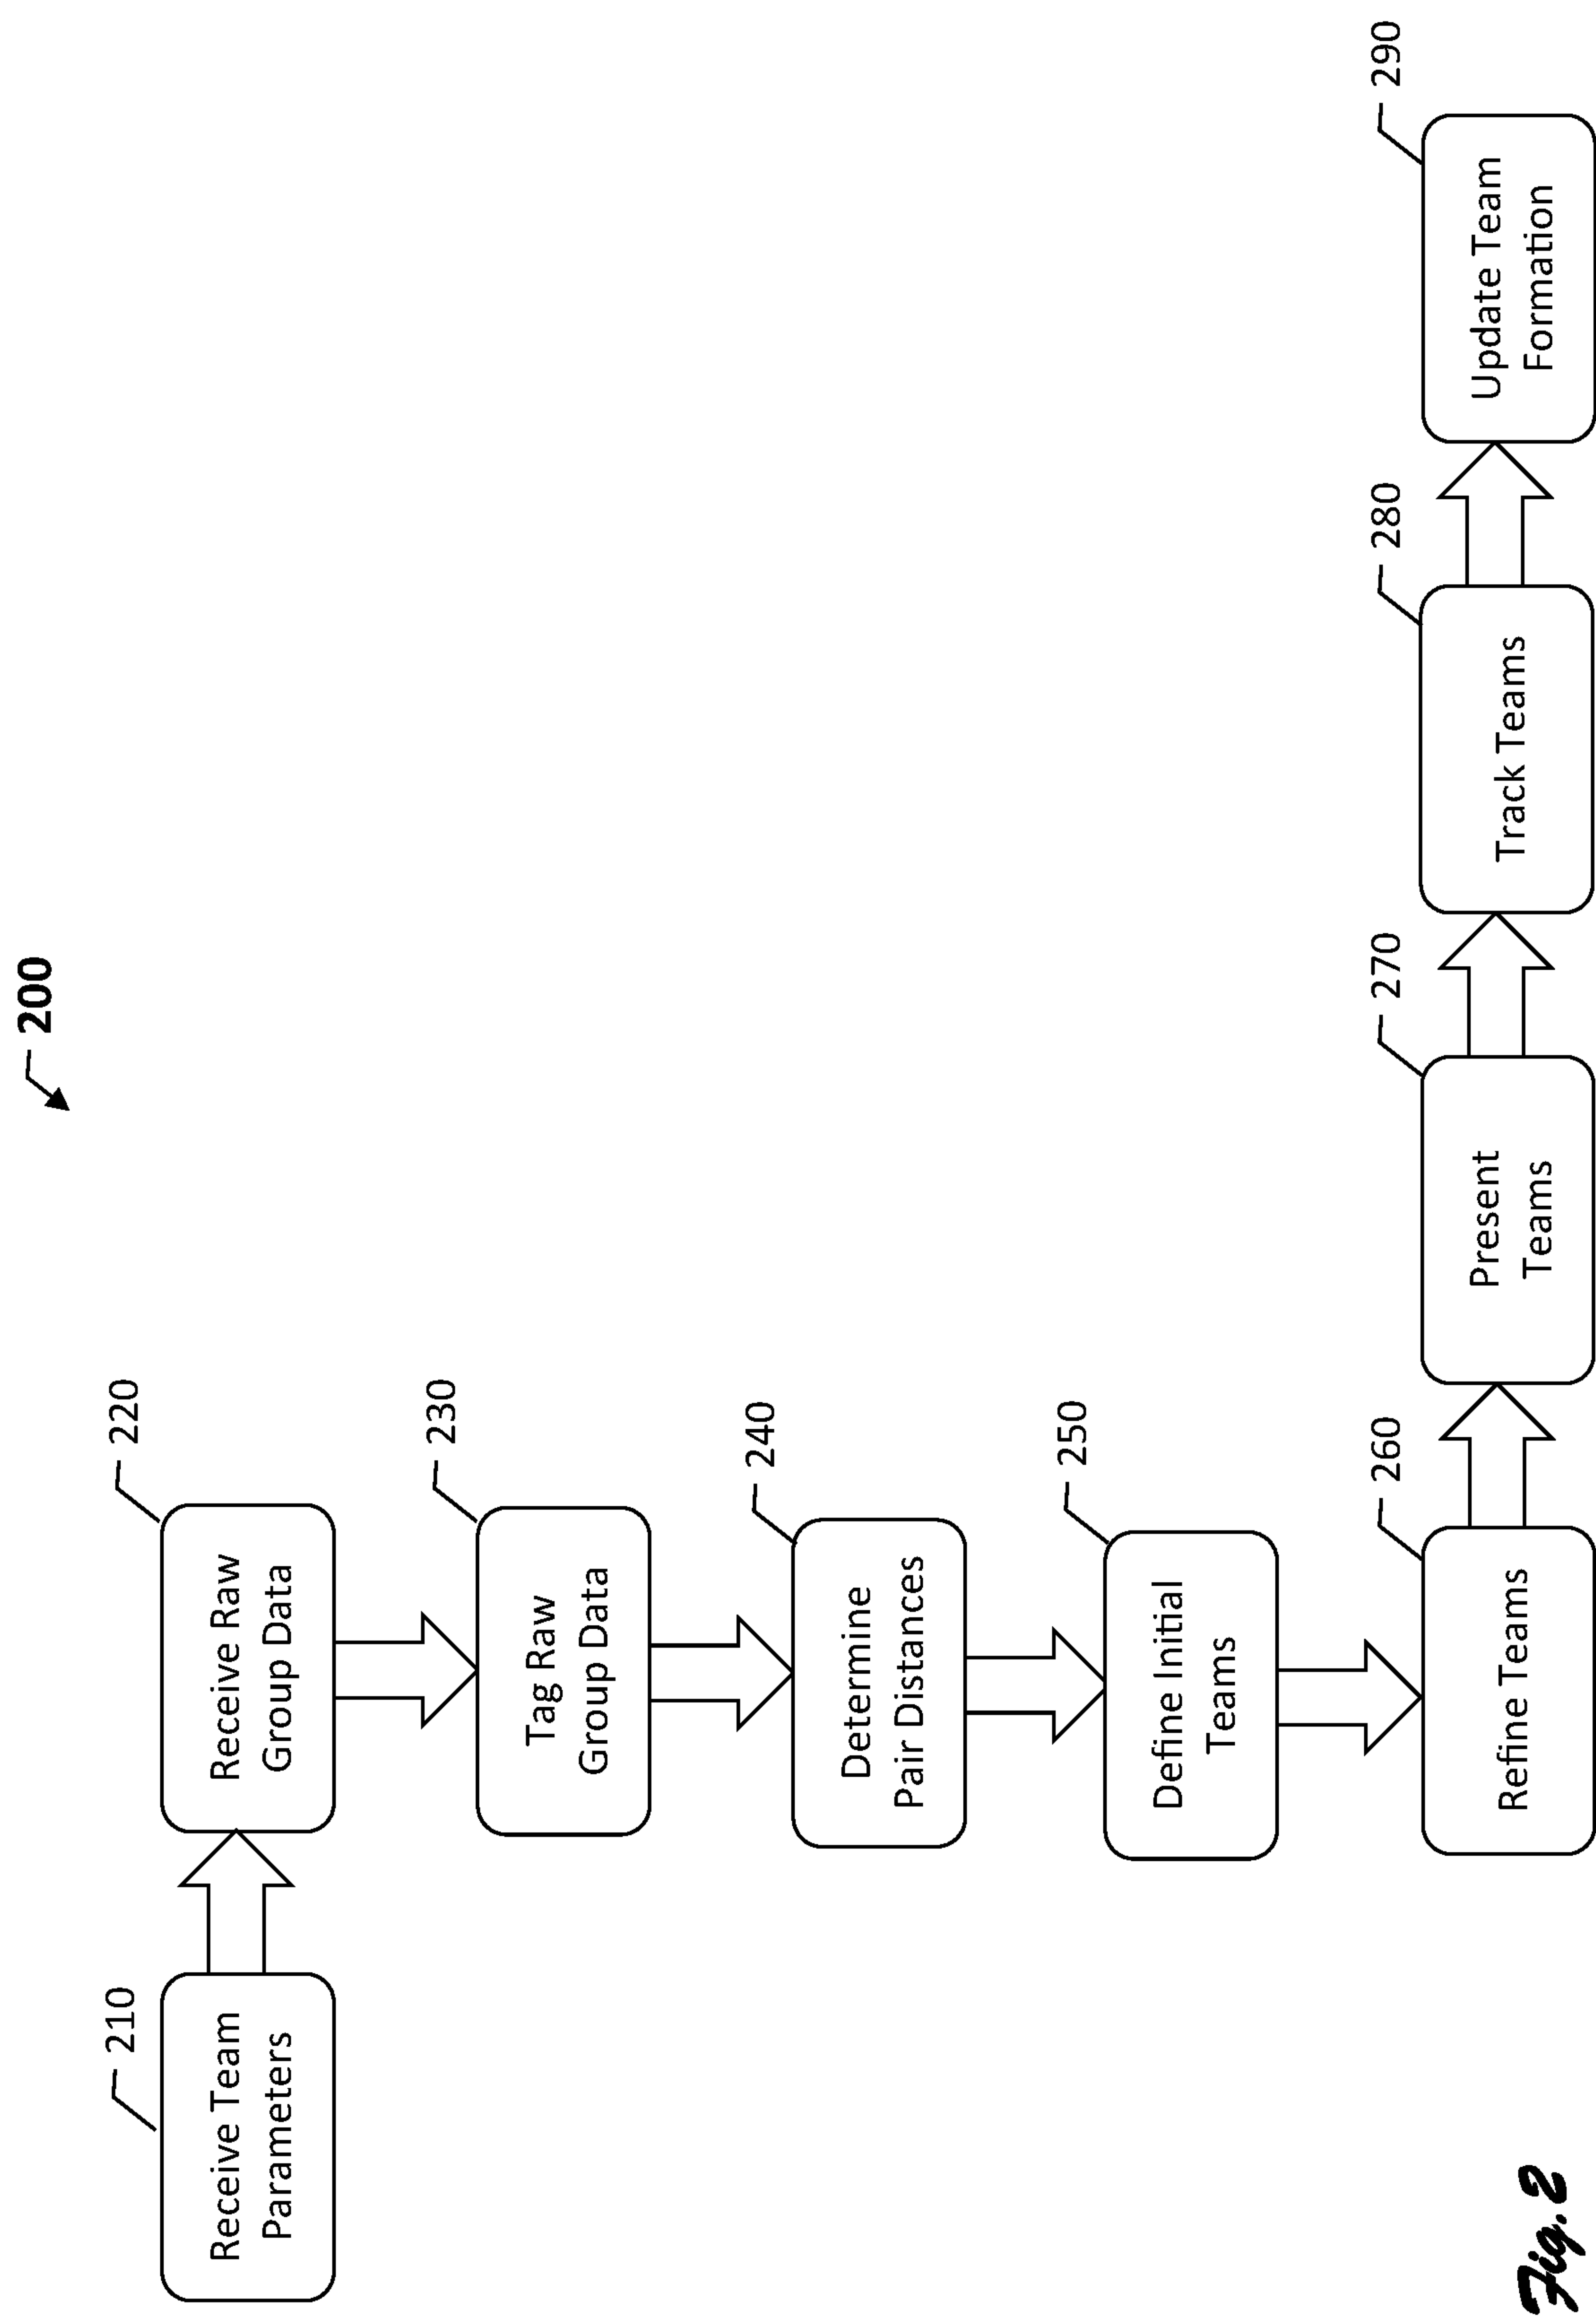 200
210
Receive Team
Parameters
220
Receive Raw
Group Data
230
Tag Raw
Group Data
240
Determine
Pair Distances
250
Define Initial
Teams
260
Refine Teams
270
Present
Teams
280
Track Teams
290
Update Team
Formation
Fig. 2